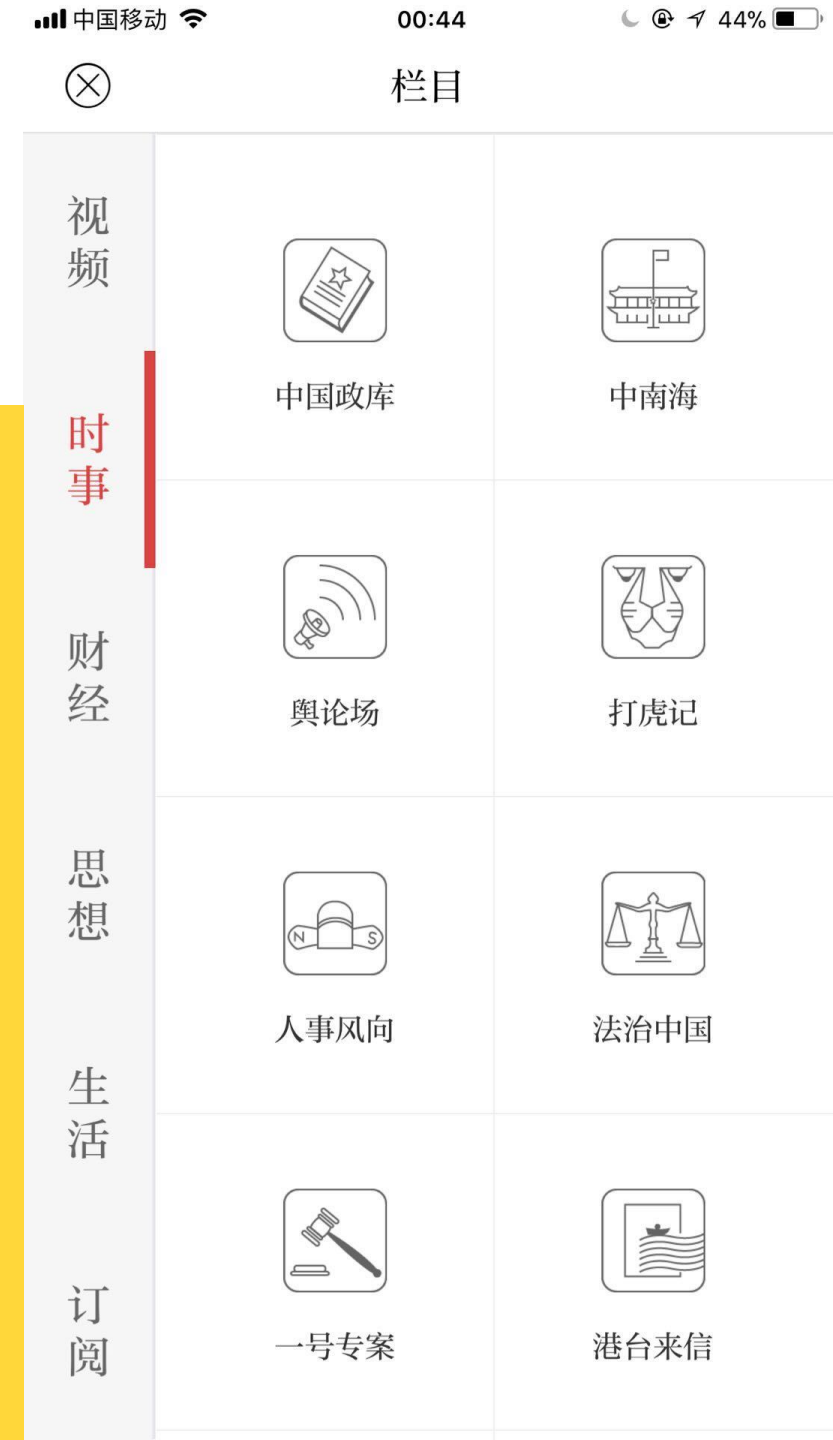 中国移动 00:44 44%
栏目
视频
时事
财经
思想
生活
订阅
中国政库 中南海
舆论场 打虎记
N S
人事风向 法治中国
一号专案 港台来信